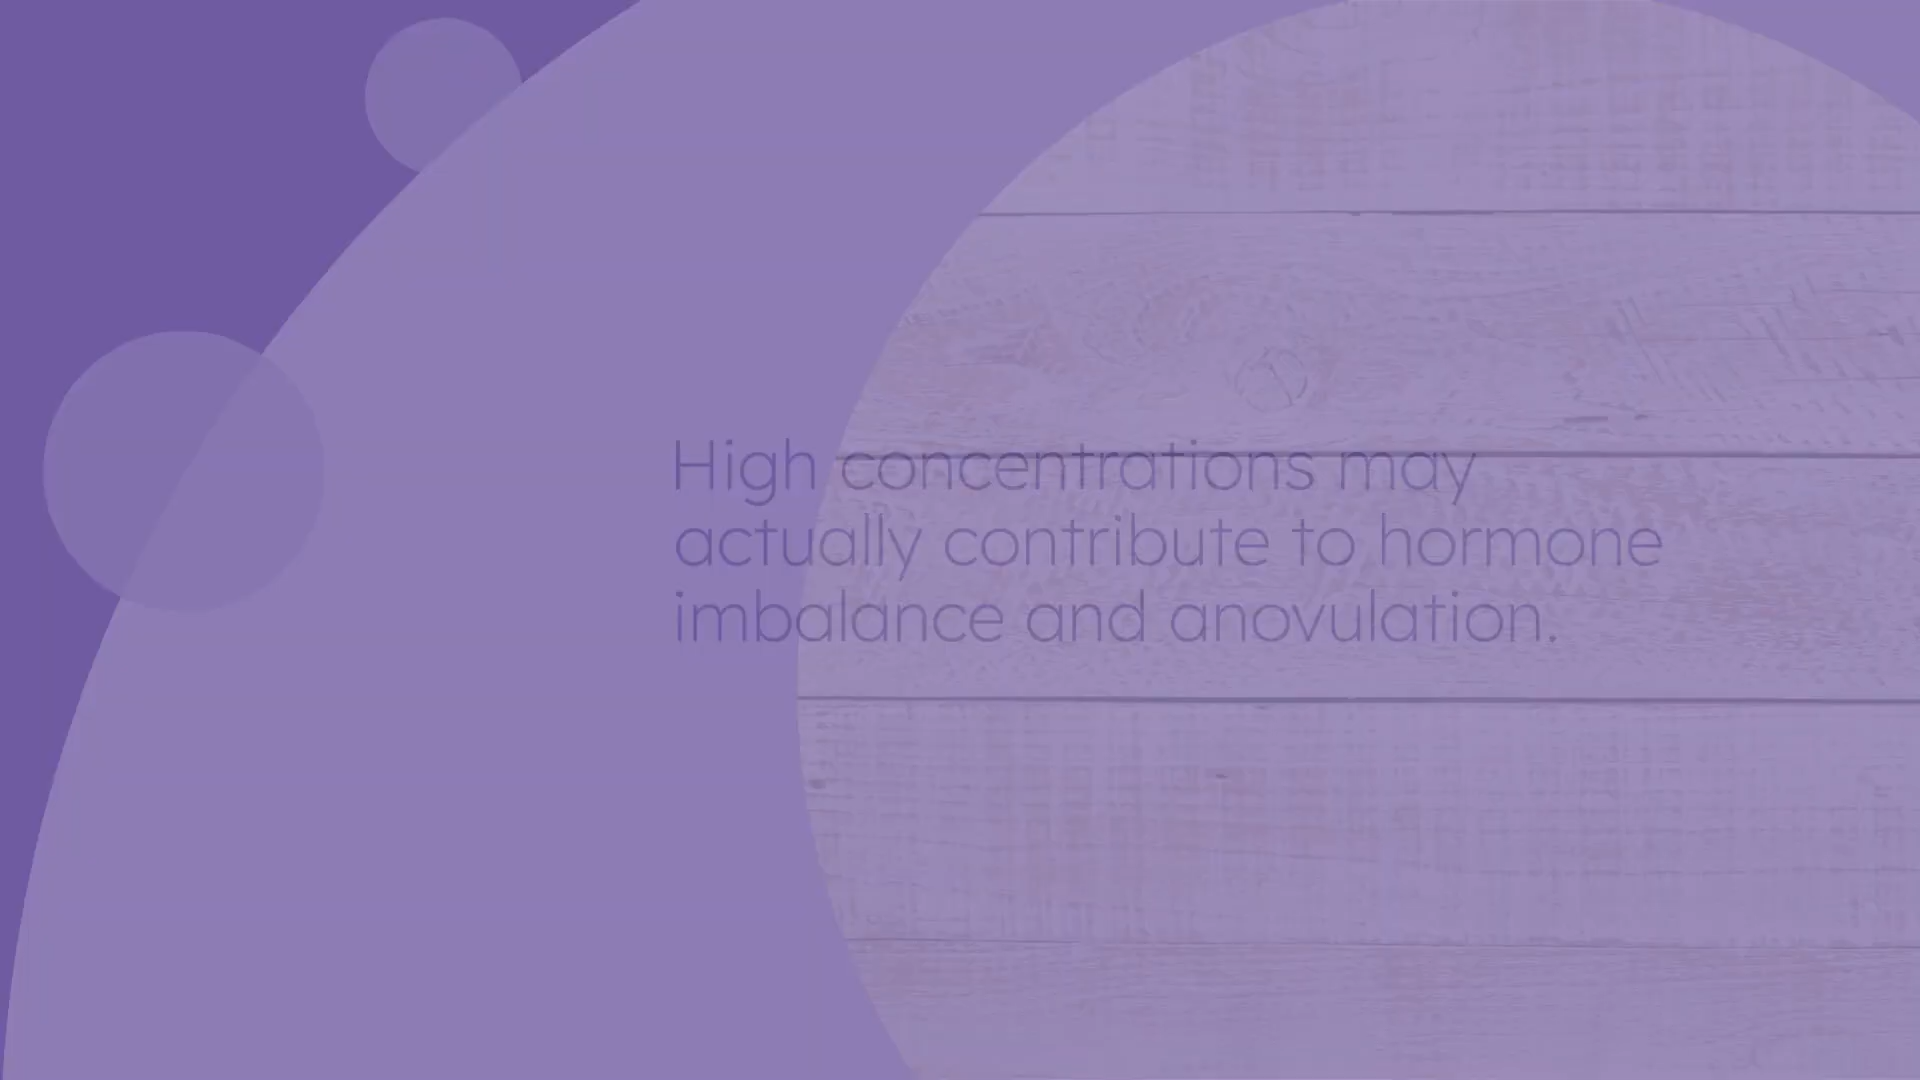 High concentrations may
actually contribute to hormone
imbalance and anovulation.